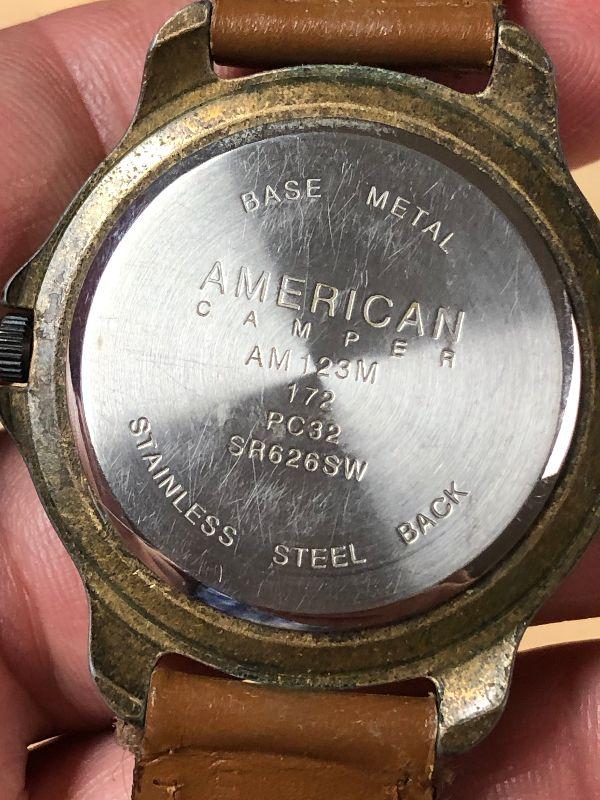 BASE METAL
AMERICAN
CAMPER
AM123M
172
PC32
SR626SW
STAINLESS STEEL BACK